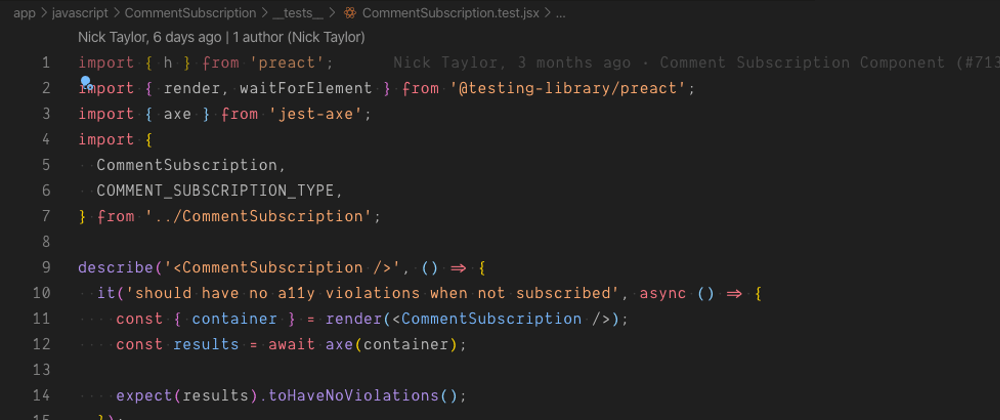 app › javascript › CommentSubscription › __tests__ › CommentSubscription.test.jsx › ...
Nick Taylor, 6 days ago | 1 author (Nick Taylor)
1 import { h } from 'preact'; Nick Taylor, 3 months ago · Comment Subscription Component (#713
2 import { render, waitForElement } from '@testing-library/preact';
3 import { axe } from 'jest-axe';
4 import {
5 CommentSubscription,
6 COMMENT_SUBSCRIPTION_TYPE,
7 } from '../CommentSubscription';
8
9 describe('<CommentSubscription />', () => {
10 it('should have no a11y violations when not subscribed', async () => {
11 const { container } = render(<CommentSubscription />);
12 const results = await axe(container);
13
14 expect(results).toHaveNoViolations();
15 });